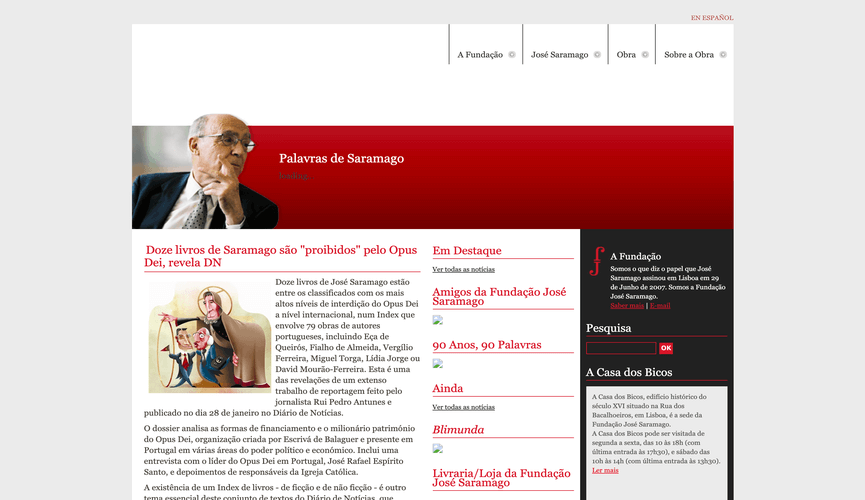 EN ESPAÑOL
A Fundação
José Saramago
Obra
Sobre a Obra
Palavras de Saramago
Doze livros de Saramago são "proibidos" pelo Opus
Dei, revela DN
Doze livros de José Saramago estão
entre os classificados com os mais
altos níveis de interdição do Opus Dei
a nível internacional, num Index que
envolve 79 obras de autores
portugueses, incluindo Eça de
Queirós, Fialho de Almeida, Vergílio
Ferreira, Miguel Torga, Lídia Jorge ou
David Mourão-Ferreira. Esta é uma
das revelações de um extenso
trabalho de reportagem feito pelo
jornalista Rui Pedro Antunes e
publicado no dia 28 de janeiro no Diário de Notícias.
O dossier analisa as formas de financiamento e o milionário património
do Opus Dei, organização criada por Escrivá de Balaguer e presente em
Portugal em várias áreas do poder político e económico. Inclui uma
entrevista com o líder do Opus Dei em Portugal, José Rafael Espírito
Santo, e depoimentos de responsáveis da Igreja Católica.
A existência de um Index de livros - de ficção e de não ficção - é outro
tema essencial deste conjunto de textos do Diário de Notícias, que
Em Destaque
Ver todas as notícias
Amigos da Fundação José
Saramago
90 Anos, 90 Palavras
Ainda
Ver todas as notícias
Blimunda
Livraria/Loja da Fundação
José Saramago
A Fundação
Somos o que diz o papel que José
Saramago assinou em Lisboa em 29
de Junho de 2007. Somos a Fundação
José Saramago.
Saber mais | E-mail
Pesquisa
OK
A Casa dos Bicos
A Casa dos Bicos, edifício histórico do
século XVI situado na Rua dos
Bacalhoeiros, em Lisboa, é a sede da
Fundação José Saramago.
A Casa dos Bicos pode ser visitada de
segunda a sexta, das 10 às 18h (com
última entrada às 17h30), e sábado das
10h às 14h (com última entrada às 13h30).
Ler mais